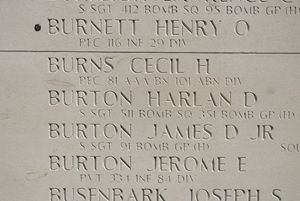 S SGT 412 BOMB SQ 95 BOMB GP (H)
BURNETT HENRY O
PFC 116 INF 29 DIV
BURNS CECIL H
PFC 81 AAA BN 101 ABN DIV
BURTON HARLAN D
S SGT 511 BOMB SQ 351 BOMB GP (H)
BURTON JAMES D JR
S SGT 91 BOMB GP (H) SOU
BURTON JEROME E
PVT 334 INF 84 DIV
BUSENBARK JOSEPH S